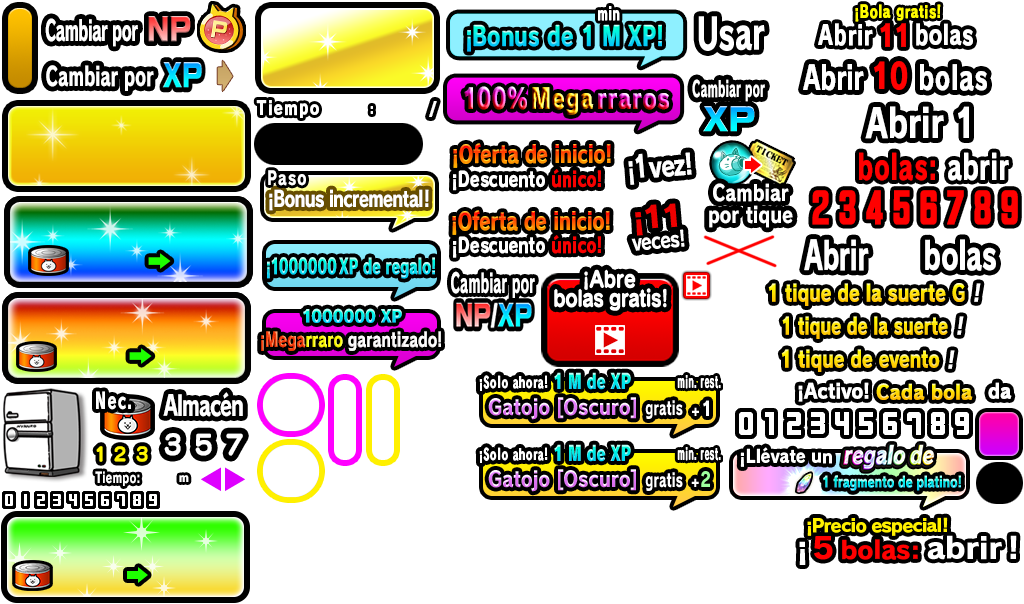 Cambiar por NP
P
Cambiar por XP
Nec.
Almacén
1 2 3
3 5 7
Tiempo:
m
0 1 2 3 4 5 6 7 8 9
Tiempo : /
Paso
¡Bonus incremental!
¡1000000 XP de regalo!
1000000 XP
¡Megarraro garantizado!
min
¡Bonus de 1 M XP!
Usar
100% Megarraros
Cambiar por
XP
¡Oferta de inicio!
¡Descuento único!
¡1 vez!
TICKET
Cambiar
por tique
¡Oferta de inicio!
¡Descuento único!
¡11
veces!
Cambiar por
NP/XP
¡Abre
bolas gratis!
¡Solo ahora! 1 M de XP min. rest.
Gatojo [Oscuro] gratis +1
¡Solo ahora! 1 M de XP min. rest.
Gatojo [Oscuro] gratis +2
¡Bola gratis!
Abrir 11 bolas
Abrir 10 bolas
Abrir 1
bolas: abrir
2 3 4 5 6 7 8 9
Abrir bolas
1 tique de la suerte G !
1 tique de la suerte !
1 tique de evento !
¡Activo! Cada bola da
0 1 2 3 4 5 6 7 8 9
¡Llévate un regalo de
1 fragmento de platino!
¡Precio especial!
¡5 bolas: abrir !